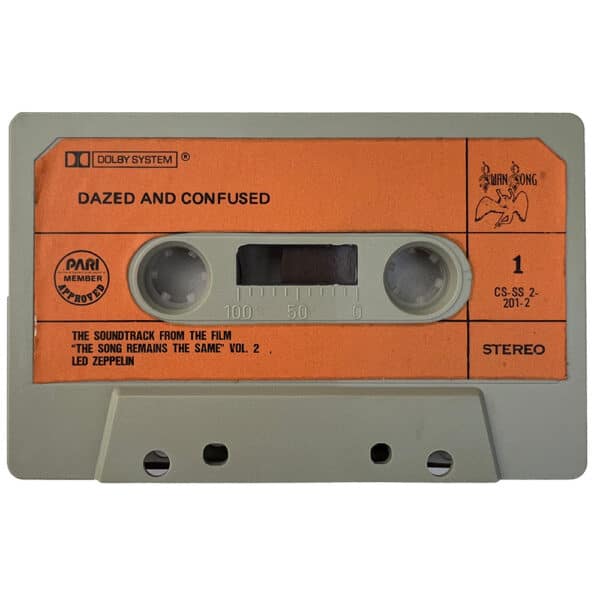 DOLBY SYSTEM ®
DAZED AND CONFUSED
SWAN SONG
PARI
MEMBER
APPROVED
1
CS-SS 2-
201-2
100 50 0
THE SOUNDTRACK FROM THE FILM
"THE SONG REMAINS THE SAME" VOL. 2
LED ZEPPELIN
STEREO